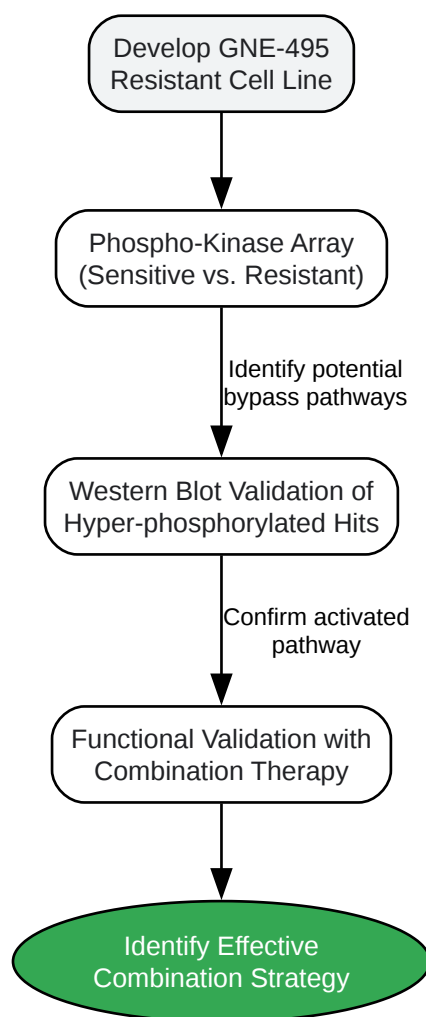 Develop GNE-495
Resistant Cell Line
Phospho-Kinase Array
(Sensitive vs. Resistant)
Identify potential
bypass pathways
Western Blot Validation of
Hyper-phosphorylated Hits
Confirm activated
pathway
Functional Validation with
Combination Therapy
Identify Effective
Combination Strategy